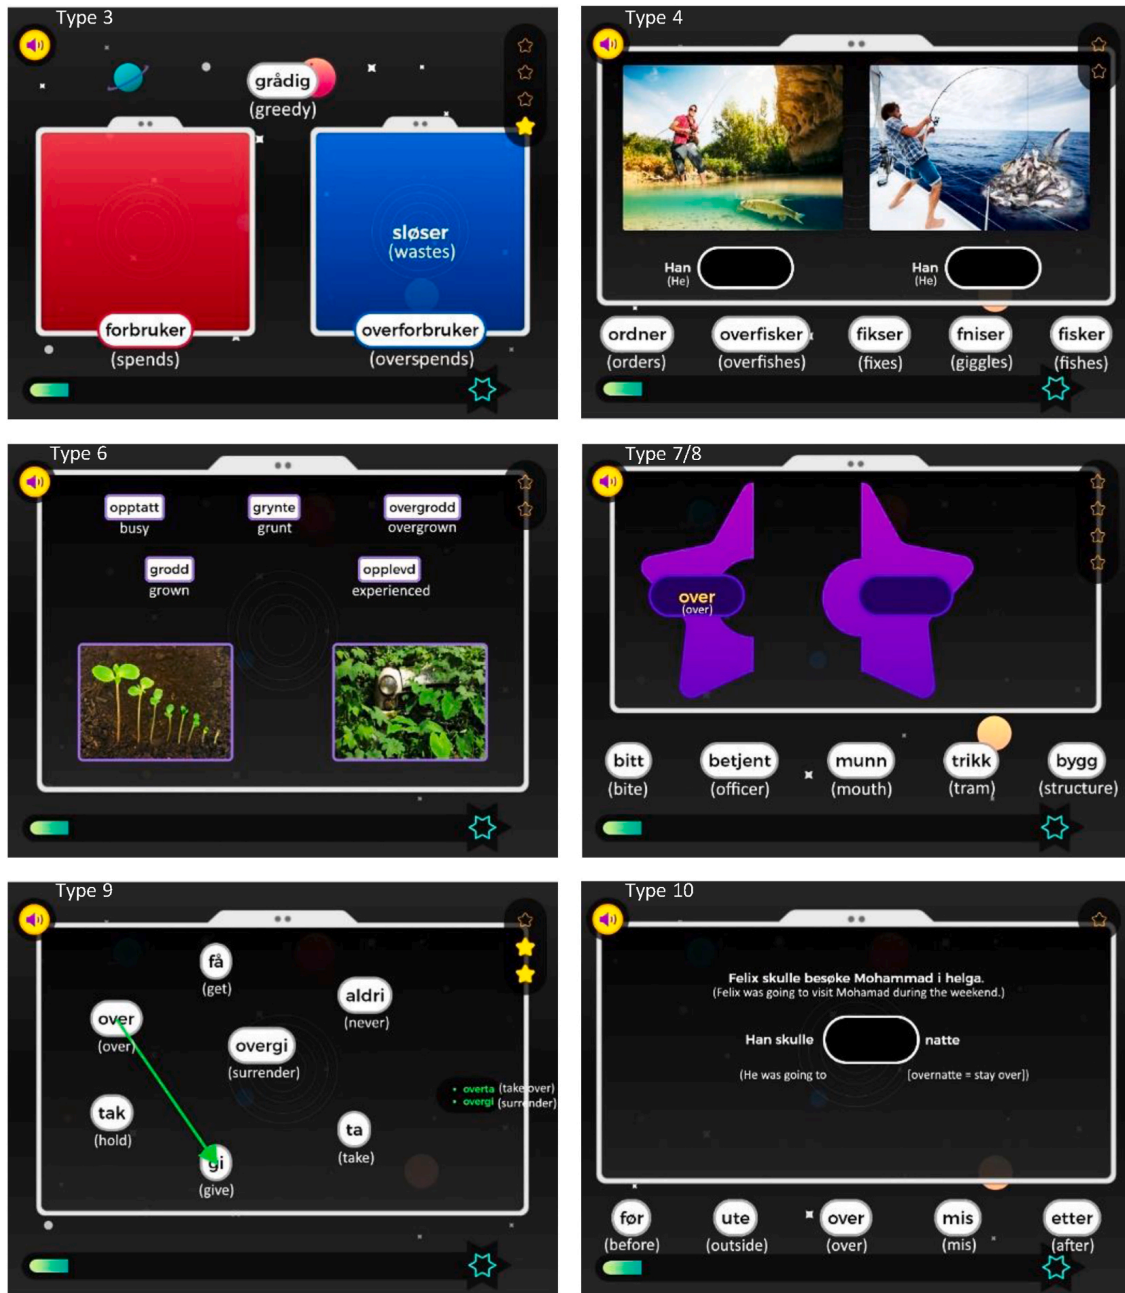 Type 3
grådig
(greedy)
sløser
(wastes)
forbruker
(spends)
overforbruker
(overspends)
Type 4
Han
(He)
Han
(He)
ordner
(orders)
overfisker
(overfishes)
fikser
(fixes)
fniser
(giggles)
fisker
(fishes)
Type 6
opptatt
busy
grynte
grunt
overgrodd
overgrown
grodd
grown
opplevd
experienced
Type 7/8
over
(over)
bitt
(bite)
betjent
(officer)
munn
(mouth)
trikk
(tram)
bygg
(structure)
Type 9
få
(get)
aldri
(never)
over
(over)
overgi
(surrender)
overta (take over)
overgi (surrender)
tak
(hold)
ta
(take)
gi
(give)
Type 10
Felix skulle besøke Mohammad i helga.
(Felix was going to visit Mohamad during the weekend.)
Han skulle natte
(He was going to [overnatte = stay over])
før
(before)
ute
(outside)
over
(over)
mis
(mis)
etter
(after)